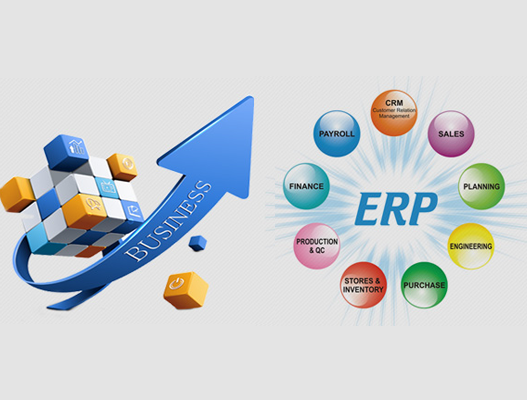 BUSINESS
ERP
CRM
Customer Relation
Management
SALES
PLANNING
ENGINEERING
PURCHASE
STORES &
INVENTORY
PRODUCTION
& QC
FINANCE
PAYROLL